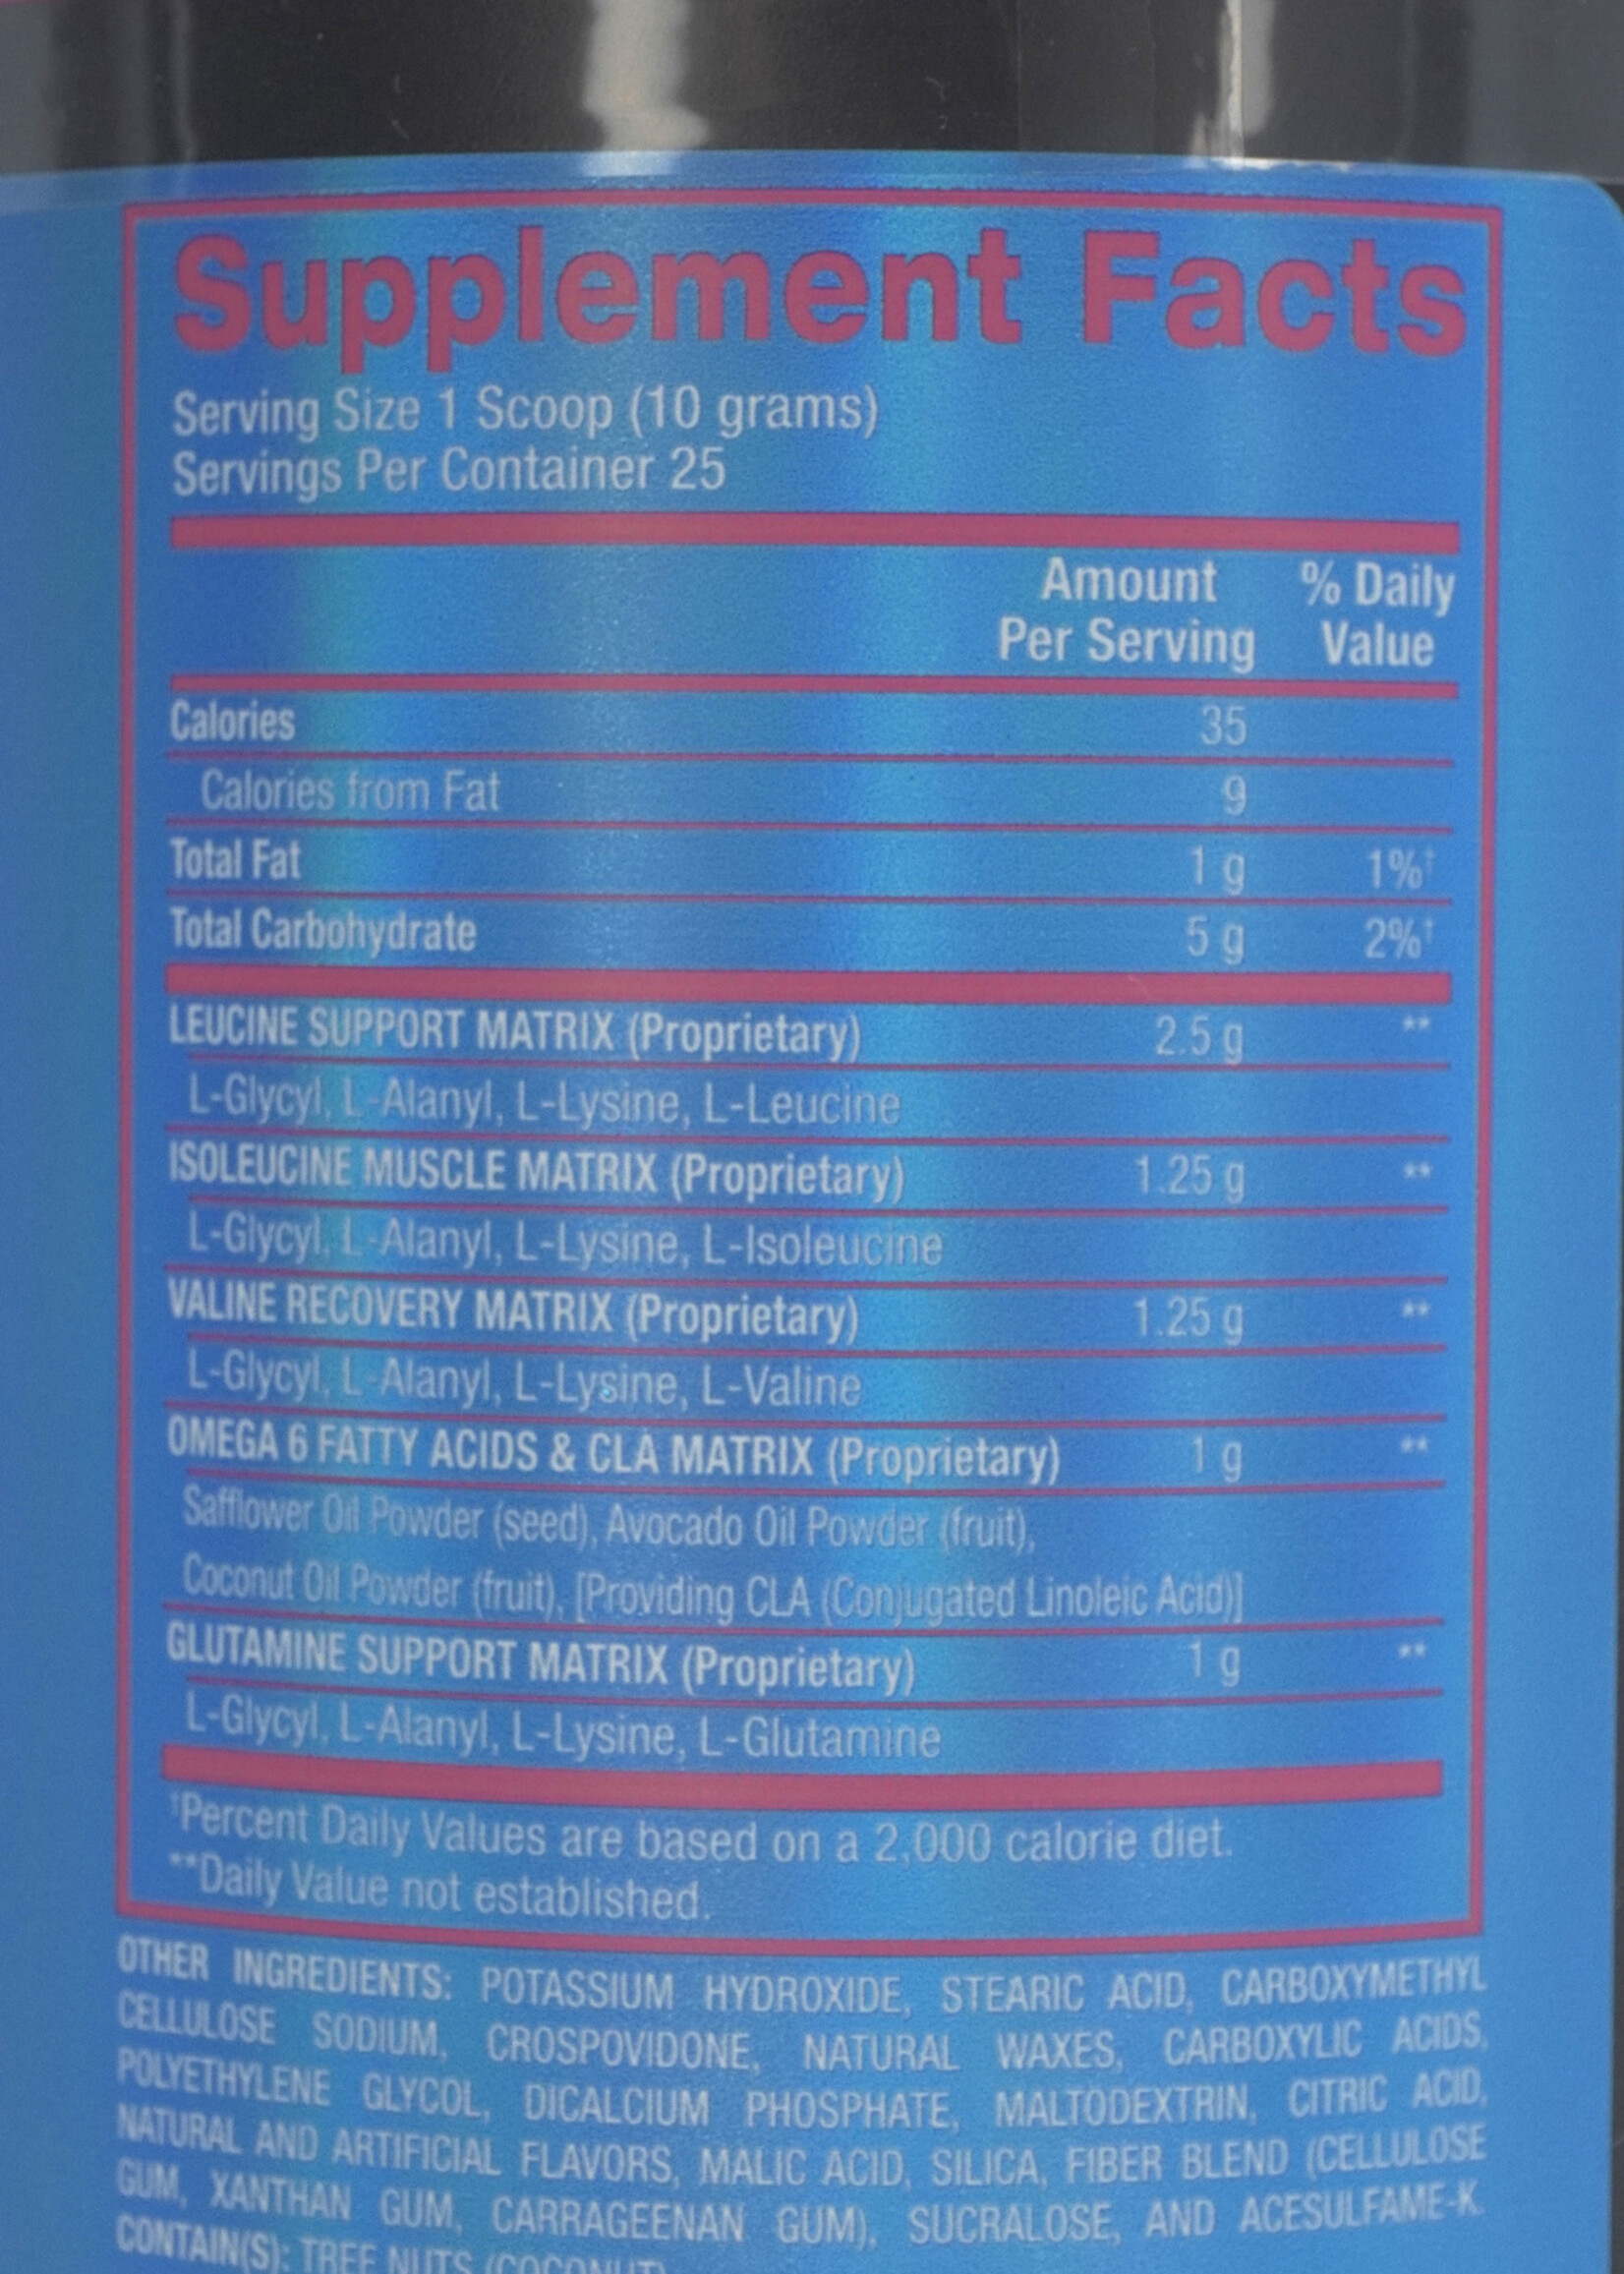 Supplement Facts
Serving Size 1 Scoop (10 grams)
Servings Per Container 25
Amount Per Serving % Daily Value
Calories 35
Calories from Fat 9
Total Fat 1 g 1%†
Total Carbohydrate 5 g 2%†
LEUCINE SUPPORT MATRIX (Proprietary) 2.5 g **
L-Glycyl, L-Alanyl, L-Lysine, L-Leucine
ISOLEUCINE MUSCLE MATRIX (Proprietary) 1.25 g **
L-Glycyl, L-Alanyl, L-Lysine, L-Isoleucine
VALINE RECOVERY MATRIX (Proprietary) 1.25 g **
L-Glycyl, L-Alanyl, L-Lysine, L-Valine
OMEGA 6 FATTY ACIDS & CLA MATRIX (Proprietary) 1 g **
Safflower Oil Powder (seed), Avocado Oil Powder (fruit),
Coconut Oil Powder (fruit), [Providing CLA (Conjugated Linoleic Acid)]
GLUTAMINE SUPPORT MATRIX (Proprietary) 1 g **
L-Glycyl, L-Alanyl, L-Lysine, L-Glutamine
†Percent Daily Values are based on a 2,000 calorie diet.
**Daily Value not established.
OTHER INGREDIENTS: POTASSIUM HYDROXIDE, STEARIC ACID, CARBOXYMETHYL
CELLULOSE SODIUM, CROSPOVIDONE, NATURAL WAXES, CARBOXYLIC ACIDS,
POLYETHYLENE GLYCOL, DICALCIUM PHOSPHATE, MALTODEXTRIN, CITRIC ACID,
NATURAL AND ARTIFICIAL FLAVORS, MALIC ACID, SILICA, FIBER BLEND (CELLULOSE
GUM, XANTHAN GUM, CARRAGEENAN GUM), SUCRALOSE, AND ACESULFAME-K.
CONTAIN(S): TREE NUTS (COCONUT)